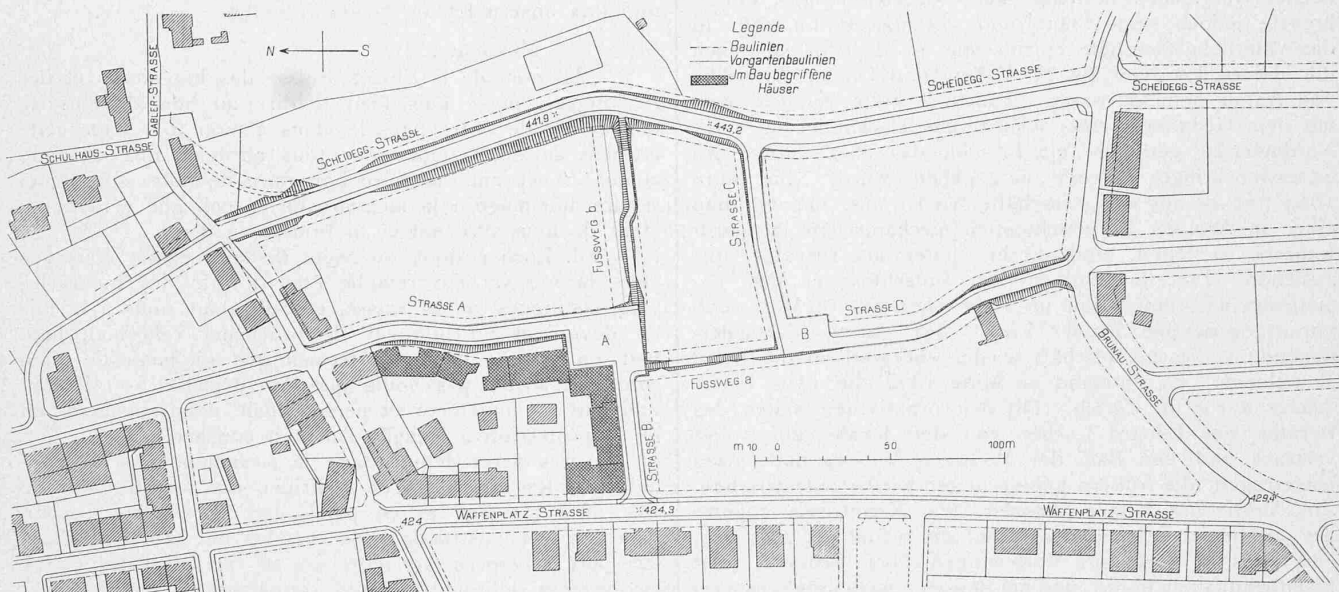 GABLER-STRASSE
SCHULHAUS-STRASSE
N S
Legende
Baulinien
Vorgartenbaulinien
Jm Bau begriffene
Häuser
SCHEIDEGG-STRASSE
SCHEIDEGG-STRASSE
SCHEIDEGG-STRASSE
441,9 ×
×443,2
FUSSWEG b
STRASSE C
STRASSE A
STRASSE C
A
B
FUSSWEG a
BRUNAU-STRASSE
STRASSE B
m 10 0 50 100m
WAFFENPLATZ-STRASSE
×424,3
WAFFENPLATZ-STRASSE
429,4
424